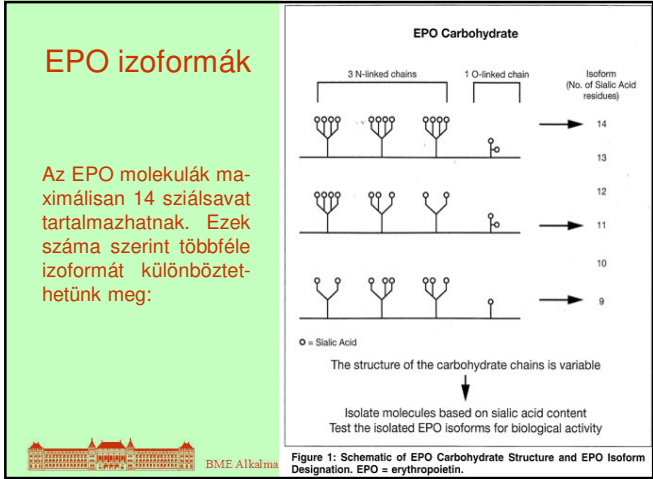 EPO izoformák
Az EPO molekulák ma-
ximálisan 14 sziálsavat
tartalmazhatnak. Ezek
száma szerint többféle
izoformát különböztet-
hetünk meg:
BME Alkalma
EPO Carbohydrate
3 N-linked chains
1 O-linked chain
Isoform
(No. of Sialic Acid
residues)
14
13
12
11
10
9
= Sialic Acid
The structure of the carbohydrate chains is variable
Isolate molecules based on sialic acid content
Test the isolated EPO isoforms for biological activity
Figure 1: Schematic of EPO Carbohydrate Structure and EPO Isoform
Designation. EPO = erythropoietin.